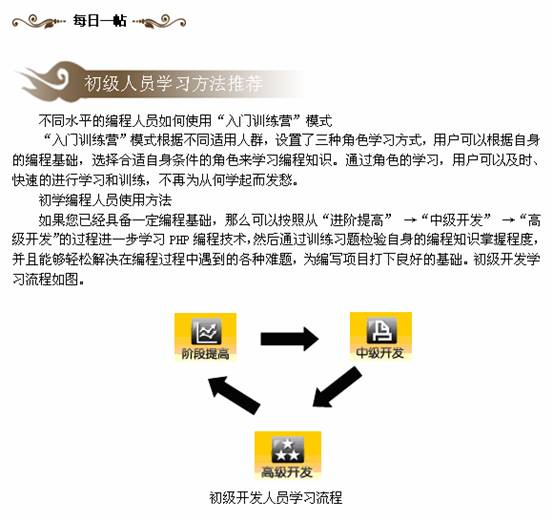 每日一帖
初级人员学习方法推荐
不同水平的编程人员如何使用“入门训练营”模式
“入门训练营”模式根据不同适用人群，设置了三种角色学习方式，用户可以根据自身
的编程基础，选择合适自身条件的角色来学习编程知识。通过角色的学习，用户可以及时、
快速的进行学习和训练，不再为从何学起而发愁。
初学编程人员使用方法
如果您已经具备一定编程基础，那么可以按照从“进阶提高” →“中级开发” →“高
级开发”的过程进一步学习 PHP 编程技术，然后通过训练习题检验自身的编程知识掌握程度，
并且能够轻松解决在编程过程中遇到的各种难题，为编写项目打下良好的基础。初级开发学
习流程如图。
阶段提高
中级开发
高级开发
初级开发人员学习流程